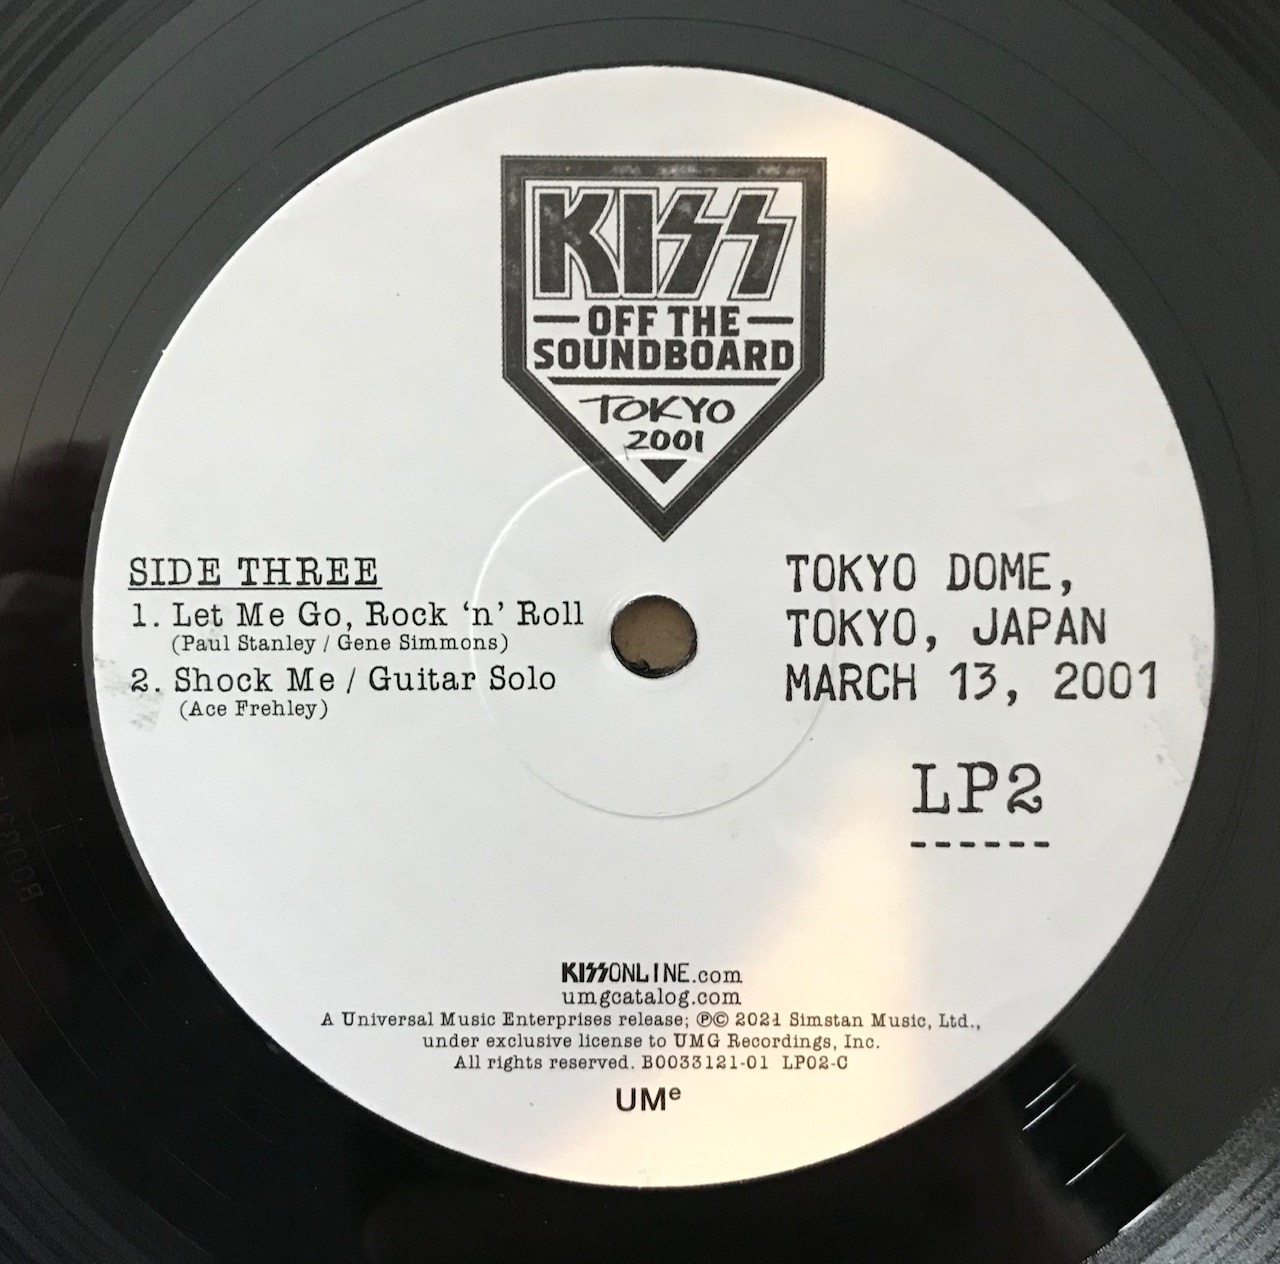 KISS
OFF THE
SOUNDBOARD
TOKYO
2001
SIDE THREE
1. Let Me Go, Rock ‘n’ Roll
(Paul Stanley / Gene Simmons)
2. Shock Me / Guitar Solo
(Ace Frehley)
TOKYO DOME,
TOKYO, JAPAN
MARCH 13, 2001
LP2
------
KISSONLINE.com
umgcatalog.com
A Universal Music Enterprises release; ℗© 2021 Simstan Music, Ltd.,
under exclusive license to UMG Recordings, Inc.
All rights reserved. B0033121-01 LP02-C
UMe